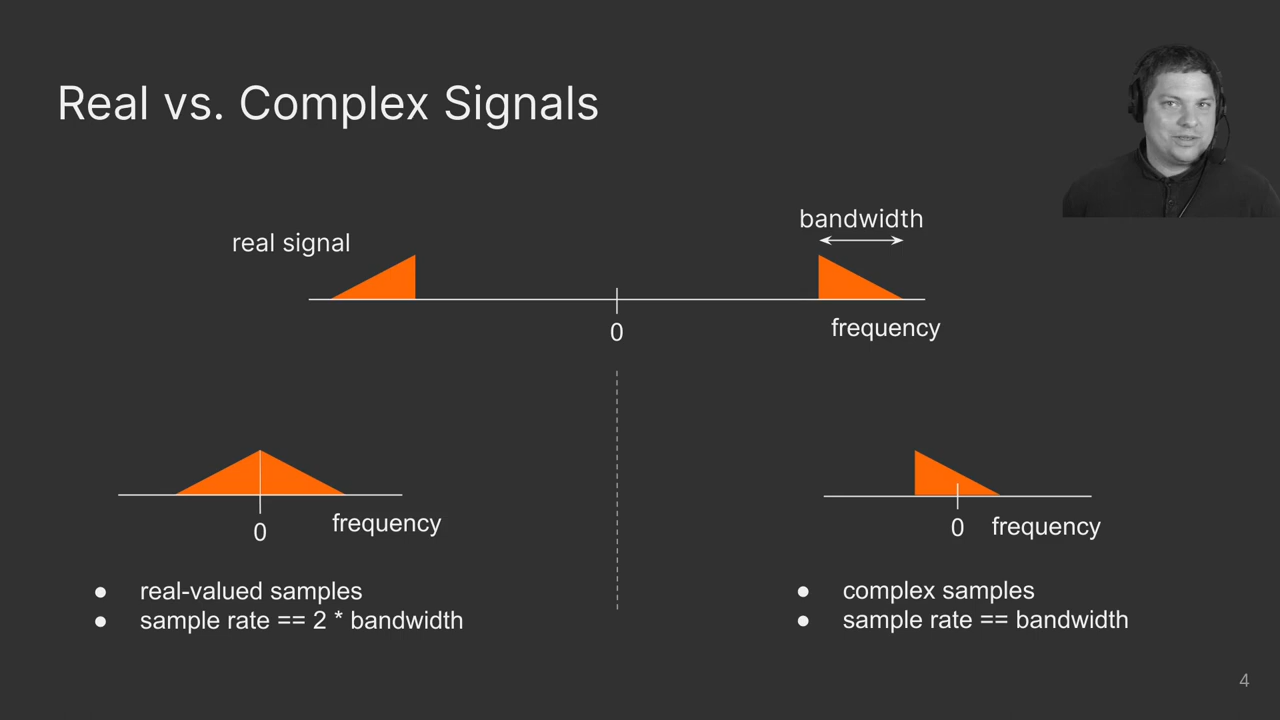 Real vs. Complex Signals
bandwidth
real signal
0
frequency
0
frequency
● real-valued samples
● sample rate == 2 * bandwidth
0
frequency
● complex samples
● sample rate == bandwidth
4